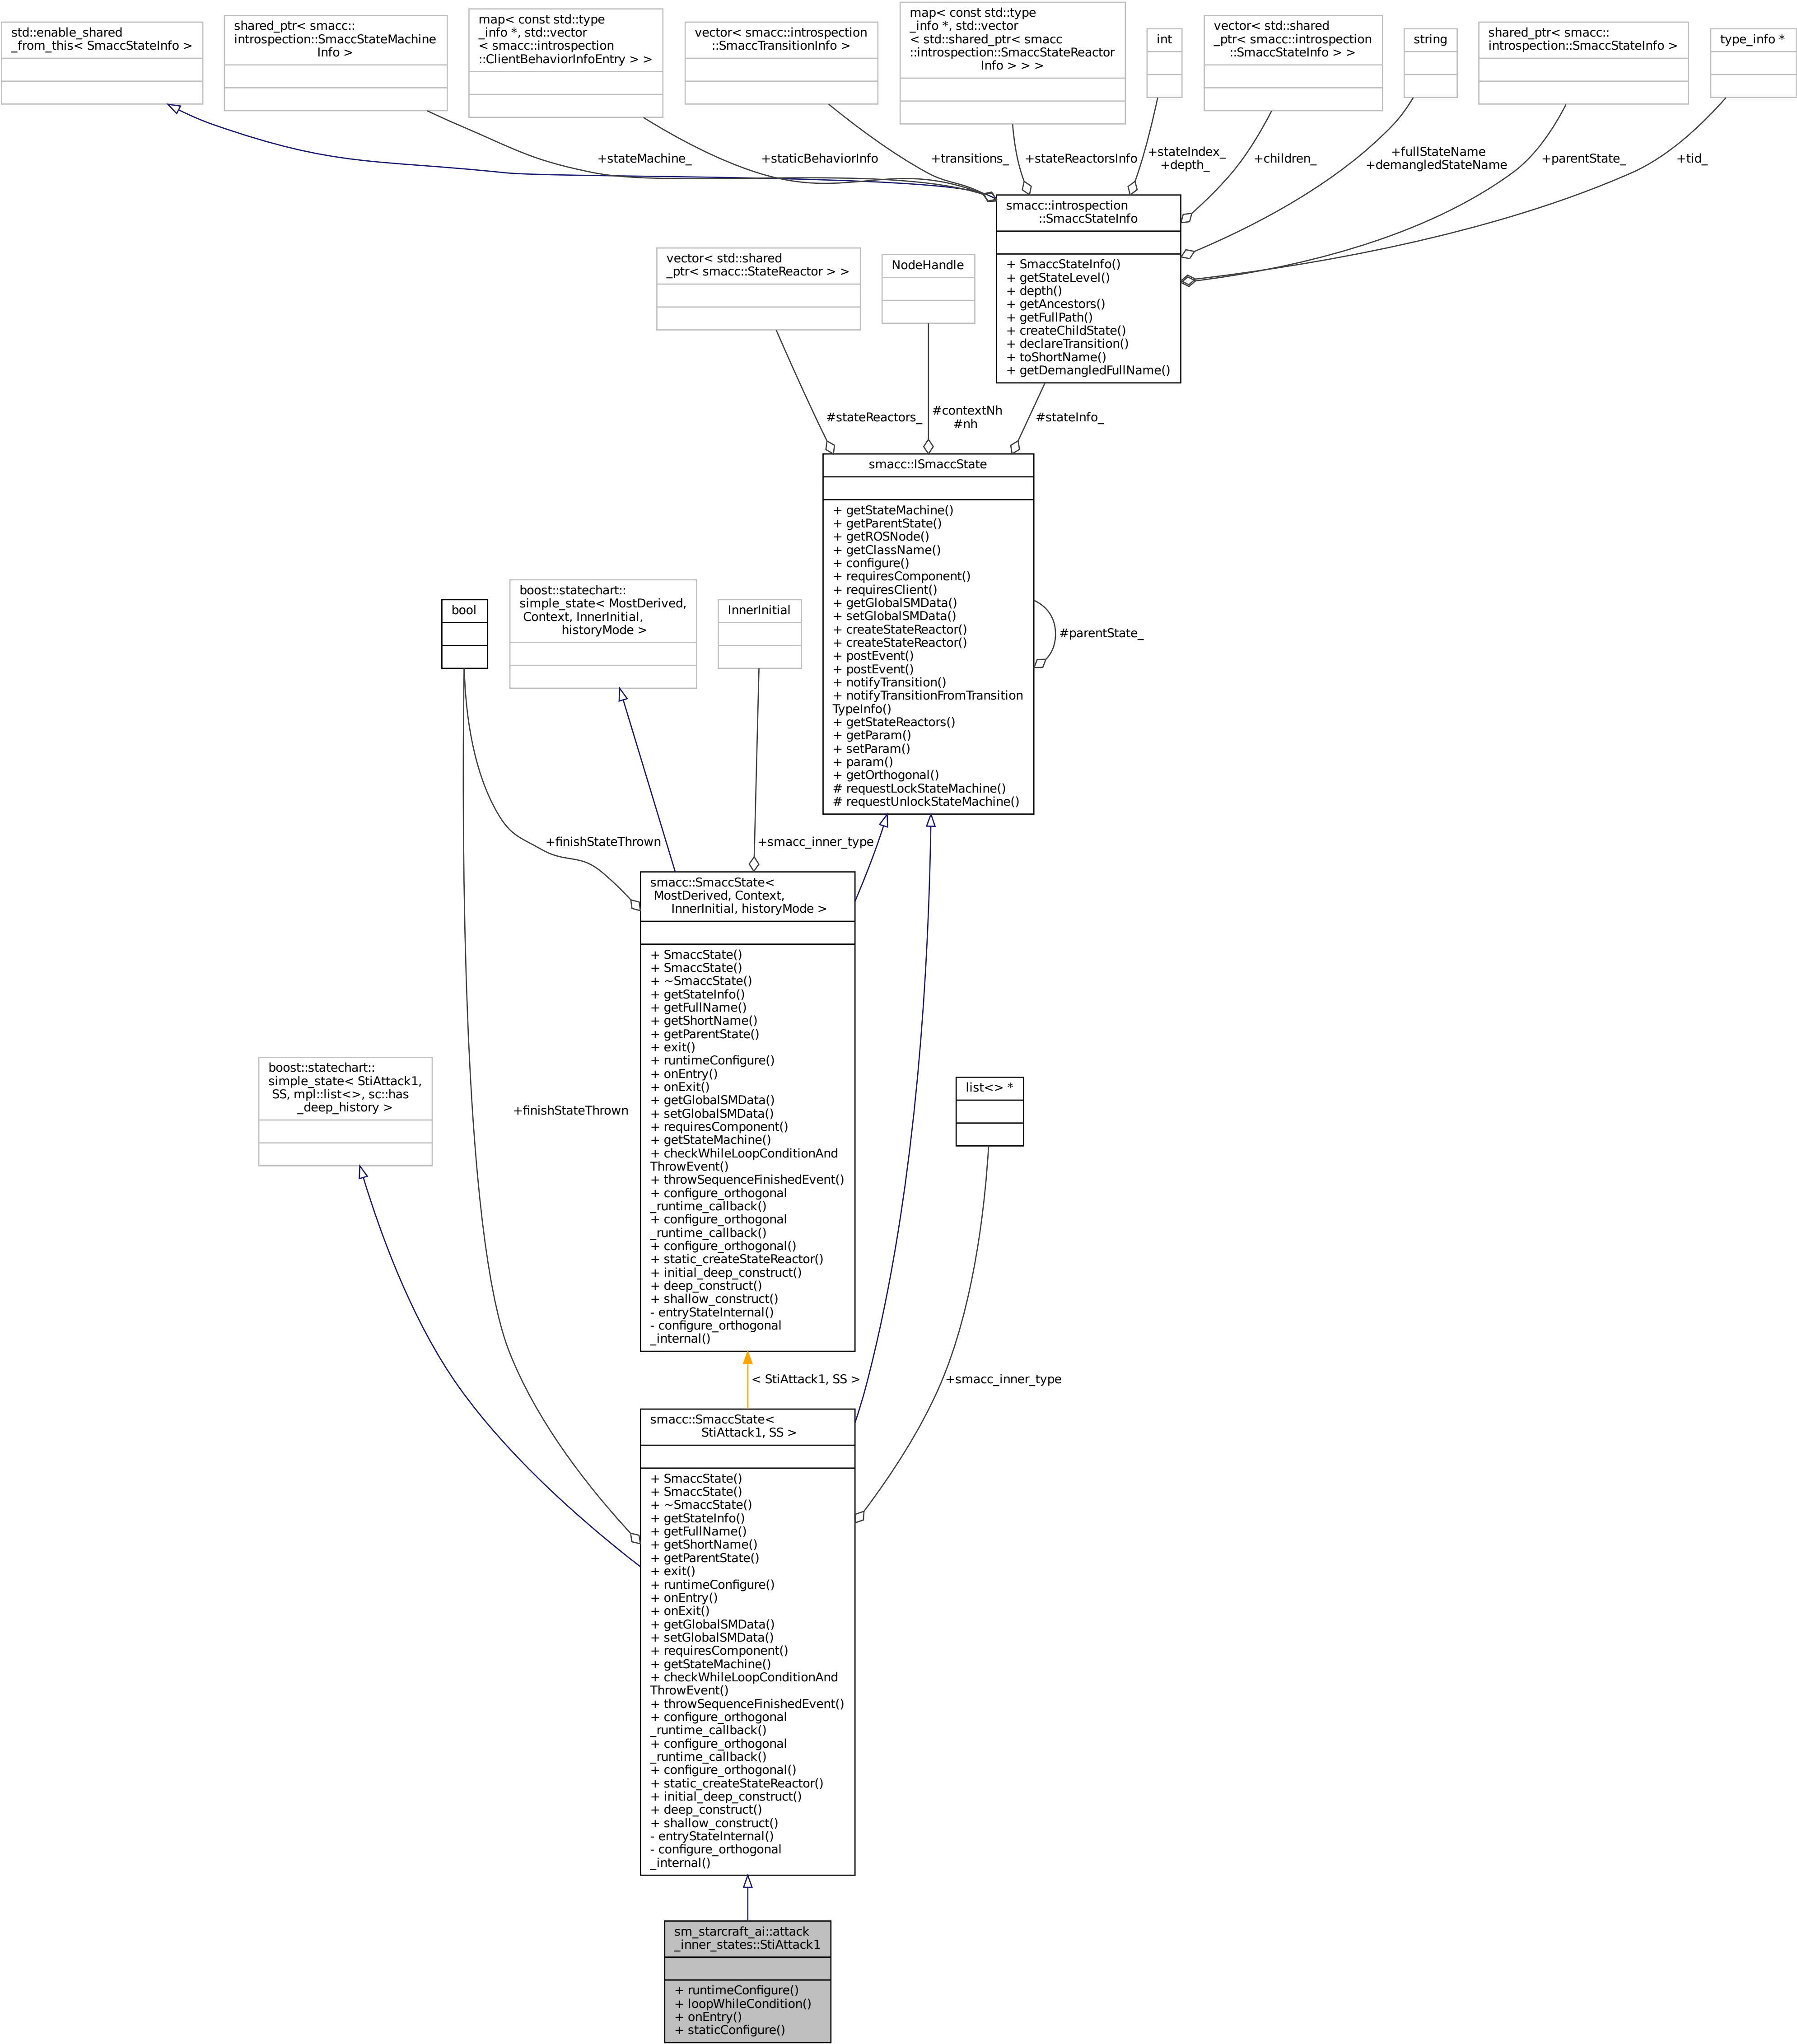 std::enable_shared
_from_this< SmaccStateInfo >
shared_ptr< smacc::
introspection::SmaccStateMachine
Info >
map< const std::type
_info *, std::vector
< smacc::introspection
::ClientBehaviorInfoEntry > >
vector< smacc::introspection
::SmaccTransitionInfo >
map< const std::type
_info *, std::vector
< std::shared_ptr< smacc
::introspection::SmaccStateReactor
Info > > >
int
vector< std::shared
_ptr< smacc::introspection
::SmaccStateInfo > >
string
shared_ptr< smacc::
introspection::SmaccStateInfo >
type_info *
+stateMachine_
+staticBehaviorInfo
+transitions_
+stateReactorsInfo
+stateIndex_
+depth_
+children_
+fullStateName
+demangledStateName
+parentState_
+tid_
smacc::introspection
::SmaccStateInfo
+ SmaccStateInfo()
+ getStateLevel()
+ depth()
+ getAncestors()
+ getFullPath()
+ createChildState()
+ declareTransition()
+ toShortName()
+ getDemangledFullName()
vector< std::shared
_ptr< smacc::StateReactor > >
NodeHandle
#stateReactors_
#contextNh
#nh
#stateInfo_
smacc::ISmaccState
+ getStateMachine()
+ getParentState()
+ getROSNode()
+ getClassName()
+ configure()
+ requiresComponent()
+ requiresClient()
+ getGlobalSMData()
+ setGlobalSMData()
+ createStateReactor()
+ createStateReactor()
+ postEvent()
+ postEvent()
+ notifyTransition()
+ notifyTransitionFromTransition
TypeInfo()
+ getStateReactors()
+ getParam()
+ setParam()
+ param()
+ getOrthogonal()
# requestLockStateMachine()
# requestUnlockStateMachine()
#parentState_
bool
boost::statechart::
simple_state< MostDerived,
Context, InnerInitial,
historyMode >
InnerInitial
+finishStateThrown
+smacc_inner_type
smacc::SmaccState<
MostDerived, Context,
InnerInitial, historyMode >
+ SmaccState()
+ SmaccState()
+ ~SmaccState()
+ getStateInfo()
+ getFullName()
+ getShortName()
+ getParentState()
+ exit()
+ runtimeConfigure()
+ onEntry()
+ onExit()
+ getGlobalSMData()
+ setGlobalSMData()
+ requiresComponent()
+ getStateMachine()
+ checkWhileLoopConditionAnd
ThrowEvent()
+ throwSequenceFinishedEvent()
+ configure_orthogonal
_runtime_callback()
+ configure_orthogonal
_runtime_callback()
+ configure_orthogonal()
+ static_createStateReactor()
+ initial_deep_construct()
+ deep_construct()
+ shallow_construct()
- entryStateInternal()
- configure_orthogonal
_internal()
boost::statechart::
simple_state< StiAttack1,
SS, mpl::list<>, sc::has
_deep_history >
+finishStateThrown
list<> *
< StiAttack1, SS >
+smacc_inner_type
smacc::SmaccState<
StiAttack1, SS >
+ SmaccState()
+ SmaccState()
+ ~SmaccState()
+ getStateInfo()
+ getFullName()
+ getShortName()
+ getParentState()
+ exit()
+ runtimeConfigure()
+ onEntry()
+ onExit()
+ getGlobalSMData()
+ setGlobalSMData()
+ requiresComponent()
+ getStateMachine()
+ checkWhileLoopConditionAnd
ThrowEvent()
+ throwSequenceFinishedEvent()
+ configure_orthogonal
_runtime_callback()
+ configure_orthogonal
_runtime_callback()
+ configure_orthogonal()
+ static_createStateReactor()
+ initial_deep_construct()
+ deep_construct()
+ shallow_construct()
- entryStateInternal()
- configure_orthogonal
_internal()
sm_starcraft_ai::attack
_inner_states::StiAttack1
+ runtimeConfigure()
+ loopWhileCondition()
+ onEntry()
+ staticConfigure()